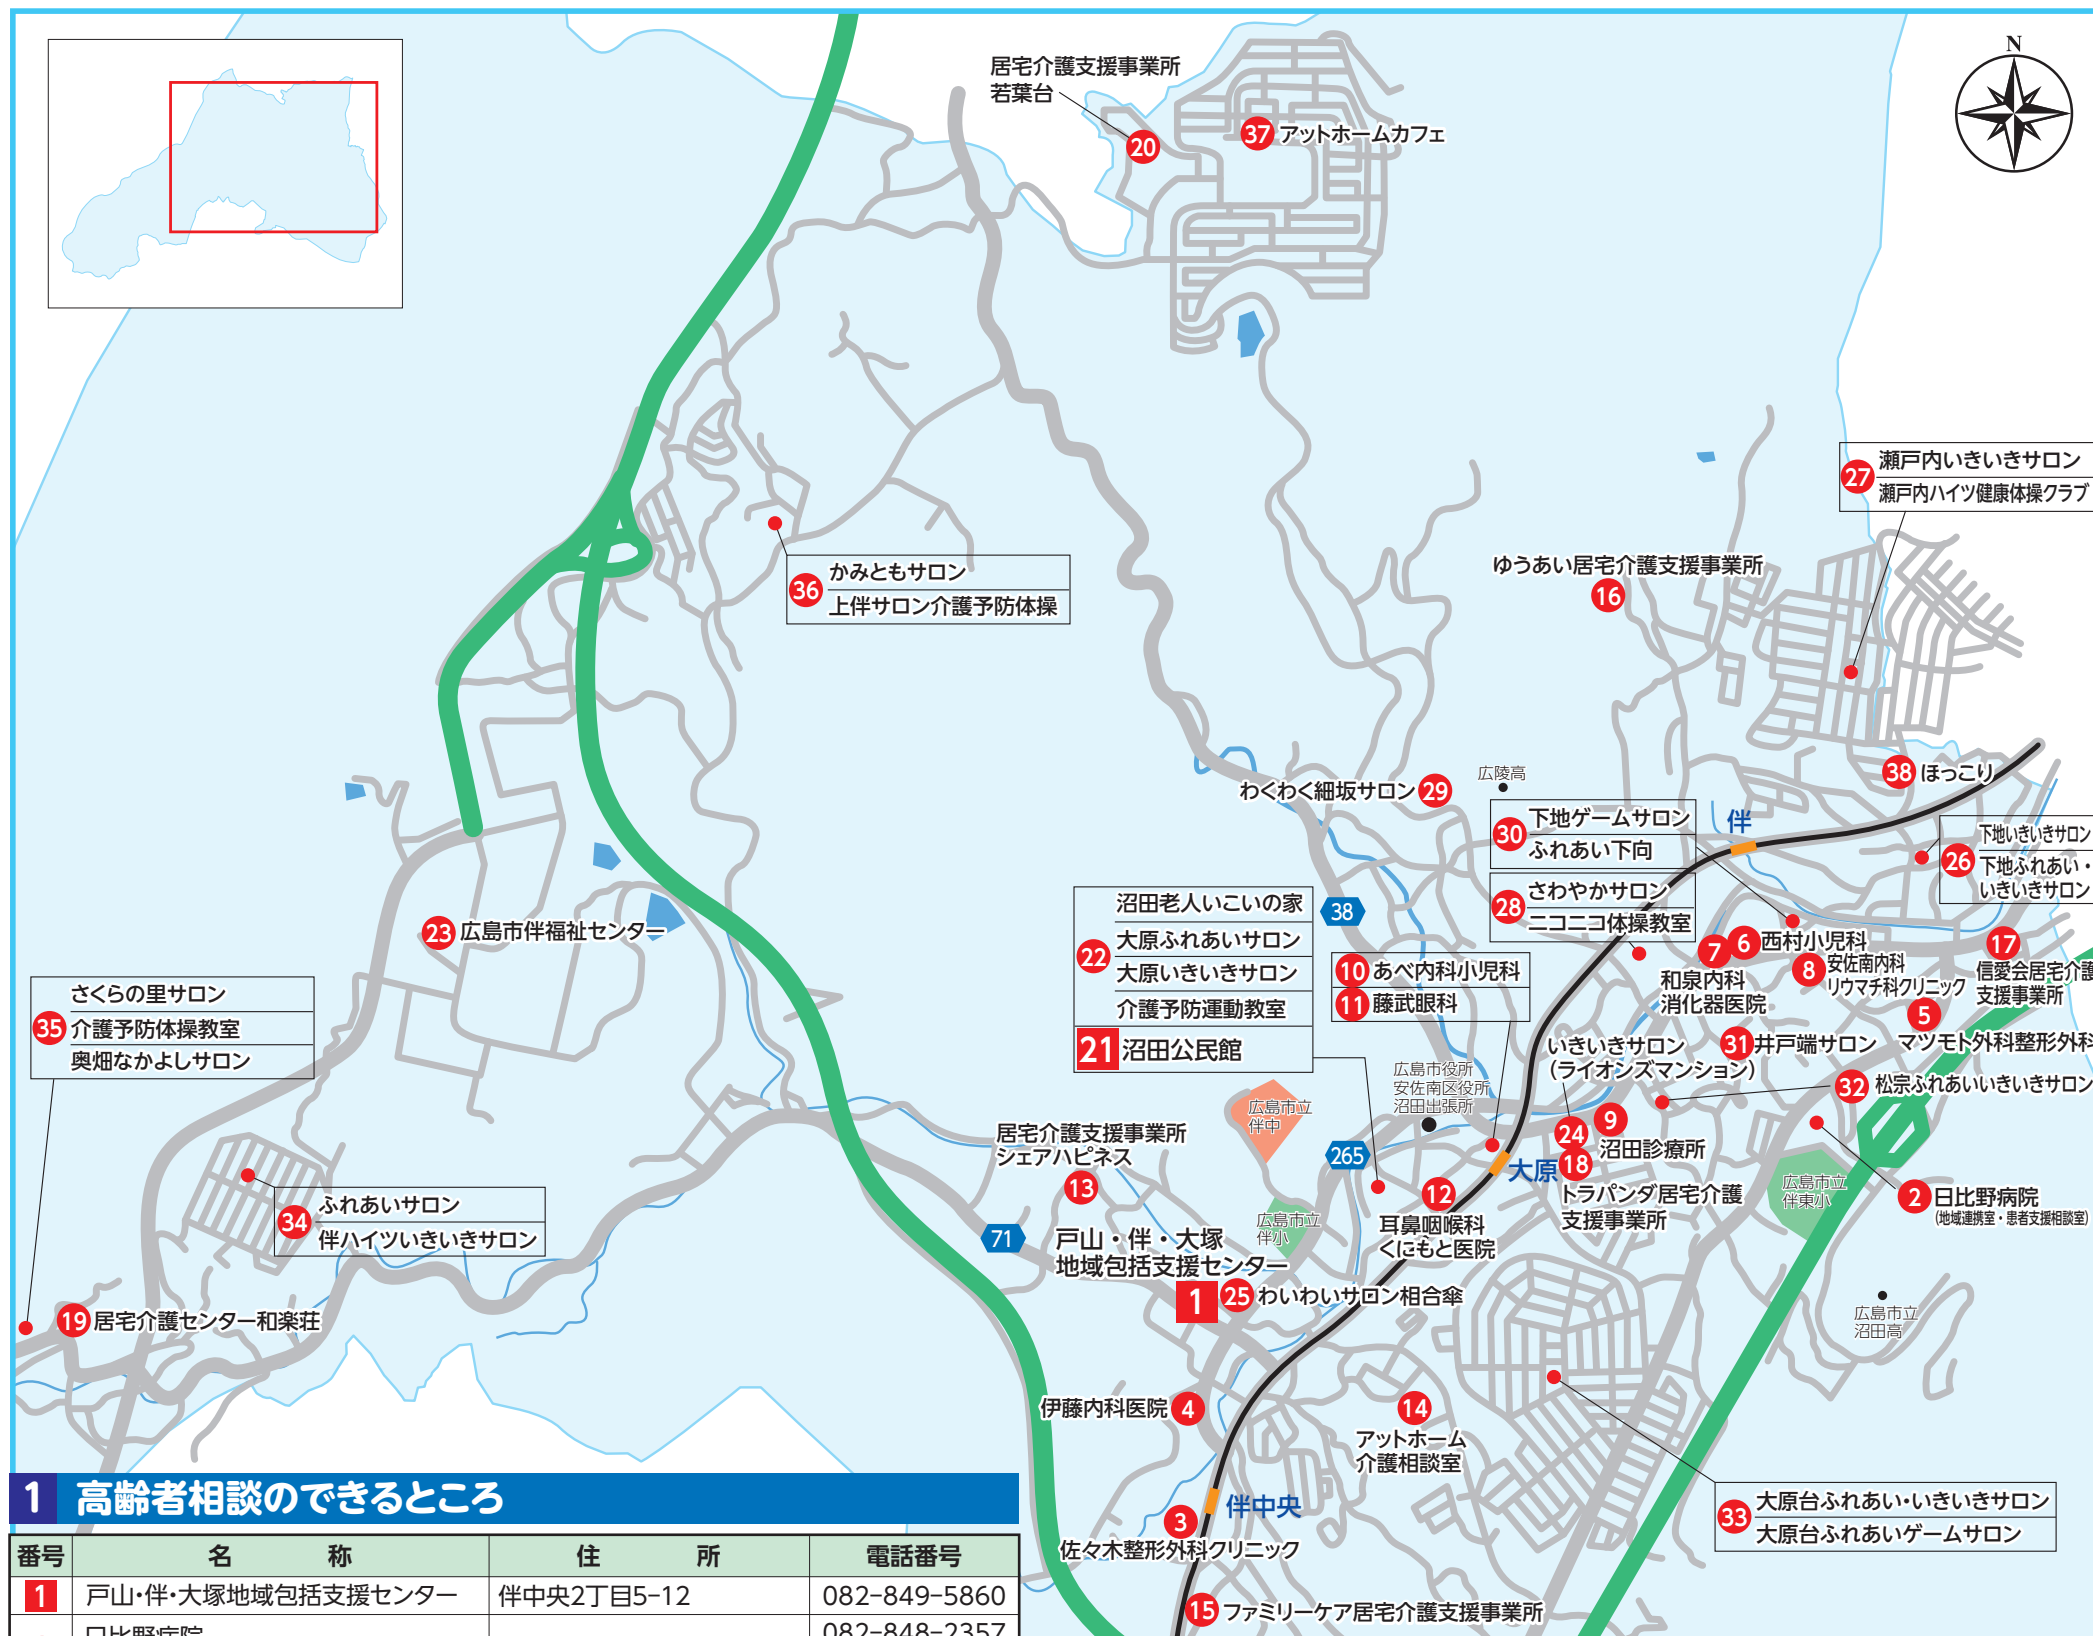 N
居宅介護支援事業所
若葉台
20
37 アットホームカフェ
27
瀬戸内いきいきサロン
瀬戸内ハイツ健康体操クラブ
ゆうあい居宅介護支援事業所
16
36
かみともサロン
上伴サロン介護予防体操
38 ほっこり
わくわく細坂サロン 29
広陵高
30
下地ゲームサロン
ふれあい下向
伴
26
下地いきいきサロン
下地ふれあい・
いきいきサロン
28
さわやかサロン
ニコニコ体操教室
22
沼田老人いこいの家
大原ふれあいサロン
大原いきいきサロン
介護予防運動教室
21 沼田公民館
38
10 あべ内科小児科
11 藤武眼科
7
和泉内科
消化器医院
6 西村小児科
8
安佐南内科
リウマチ科クリニック
17
信愛会居宅介護
支援事業所
5
マツモト外科整形外科
23 広島市伴福祉センター
35
さくらの里サロン
介護予防体操教室
奥畑なかよしサロン
いきいきサロン
(ライオンズマンション)
24
31 井戸端サロン
32 松宗ふれあいいきいきサロン
広島市役所
安佐南区役所
沼田出張所
広島市立
伴中
265
居宅介護支援事業所
シェアハピネス
13
9
沼田診療所
大原
18
トラパンダ居宅介護
支援事業所
広島市立
伴東小
2 日比野病院
(地域連携室・患者支援相談室)
12
耳鼻咽喉科
くにもと医院
34
ふれあいサロン
伴ハイツいきいきサロン
71
広島市立
伴小
戸山・伴・大塚
地域包括支援センター
1
25 わいわいサロン相合傘
19 居宅介護センター和楽荘
広島市立
沼田高
伊藤内科医院 4
14
アットホーム
介護相談室
33
大原台ふれあい・いきいきサロン
大原台ふれあいゲームサロン
伴中央
3
佐々木整形外科クリニック
15 ファミリーケア居宅介護支援事業所
1 高齢者相談のできるところ
番号 名 称 住 所 電話番号
1 戸山・伴・大塚地域包括支援センター 伴中央2丁目5-12 082-849-5860
日比野病院 082-848-2357